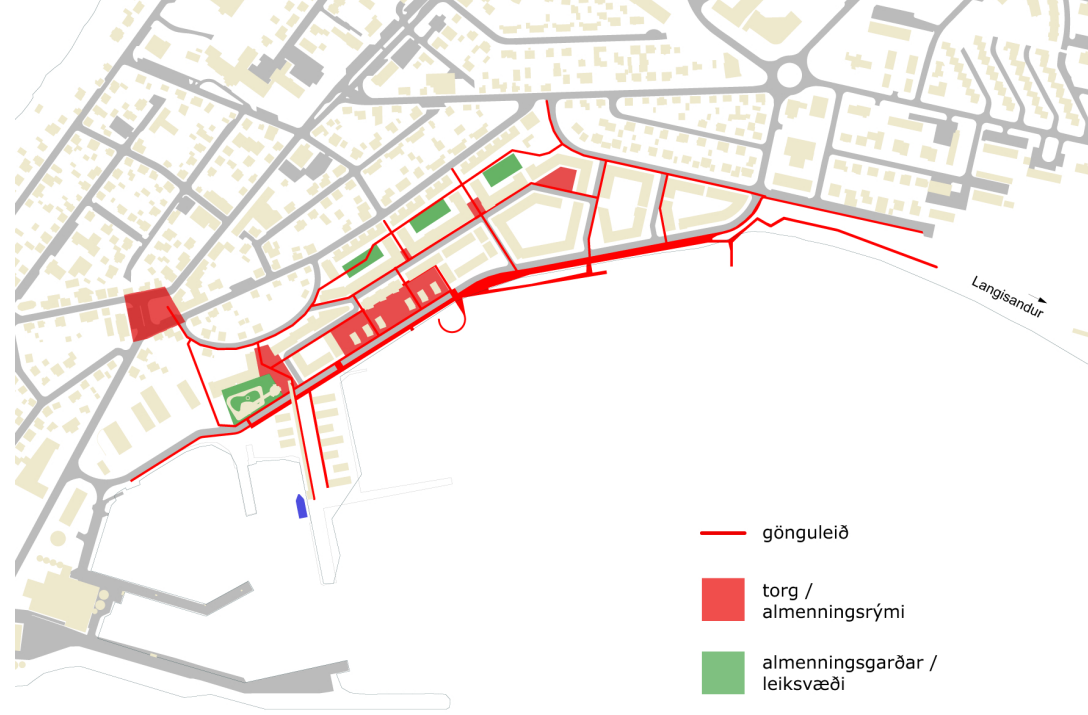 Langisandur
gönguleið
torg /
almenningsrými
almenningsgarðar /
leiksvæði